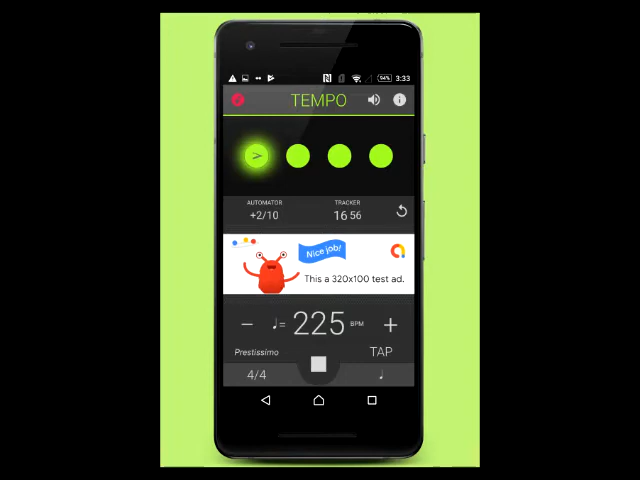 94% 3:33
TEMPO
AUTOMATOR TRACKER
+2/10 16 56
Nice job!
This a 320x100 test ad.
− = 225 BPM +
Prestissimo TAP
4/4